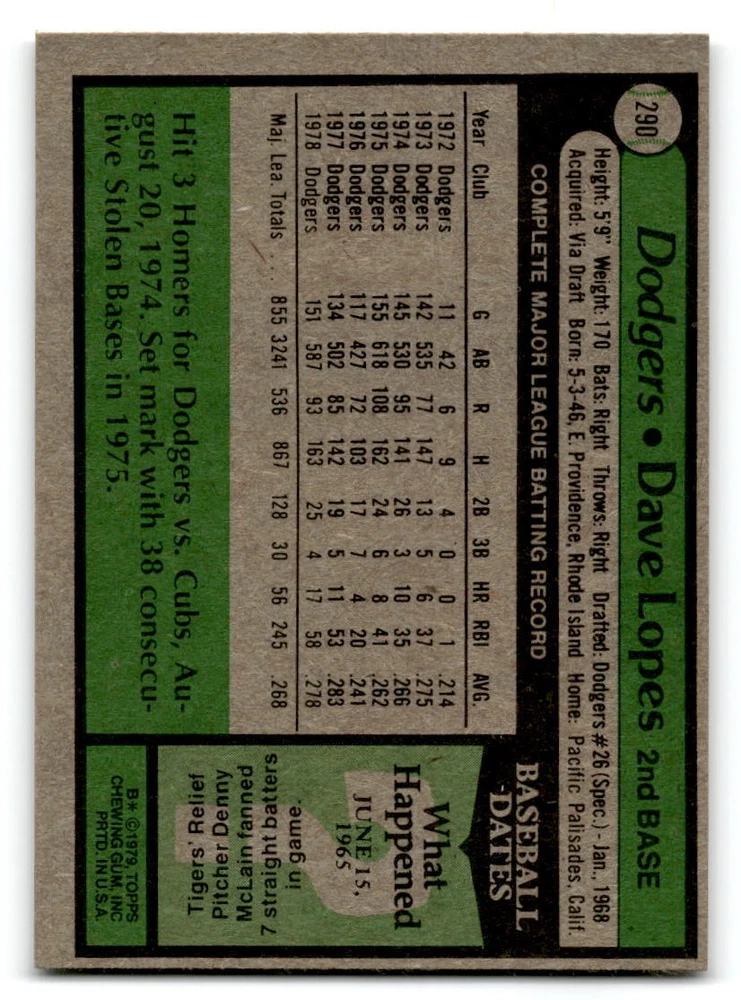 290
Dodgers • Dave Lopes 2nd BASE
Height: 5'9" Weight: 170 Bats: Right Throws: Right Drafted: Dodgers #26 (Spec.) - Jan., 1968
Acquired: Via Draft Born: 5-3-46, E. Providence, Rhode Island Home: Pacific Palisades, Calif.
COMPLETE MAJOR LEAGUE BATTING RECORD
Year Club G AB R H 2B 3B HR RBI AVG.
1972 Dodgers 11 42 6 9 4 0 0 1 .214
1973 Dodgers 142 535 77 147 13 5 6 37 .275
1974 Dodgers 145 530 95 141 26 3 10 35 .266
1975 Dodgers 155 618 108 162 24 6 8 41 .262
1976 Dodgers 117 427 72 103 17 7 4 20 .241
1977 Dodgers 134 502 85 142 19 5 11 53 .283
1978 Dodgers 151 587 93 163 25 4 17 58 .278
Maj. Lea. Totals . . . 855 3241 536 867 128 30 56 245 .268
Hit 3 Homers for Dodgers vs. Cubs, Au-
gust 20, 1974. Set mark with 38 consecu-
tive Stolen Bases in 1975.
BASEBALL
DATES
What
Happened
JUNE 15,
1965
?
Tigers' Relief
Pitcher Denny
McLain fanned
7 straight batters
in game.
B* ©1979, TOPPS
CHEWING GUM, INC
PRTD. IN U.S.A.